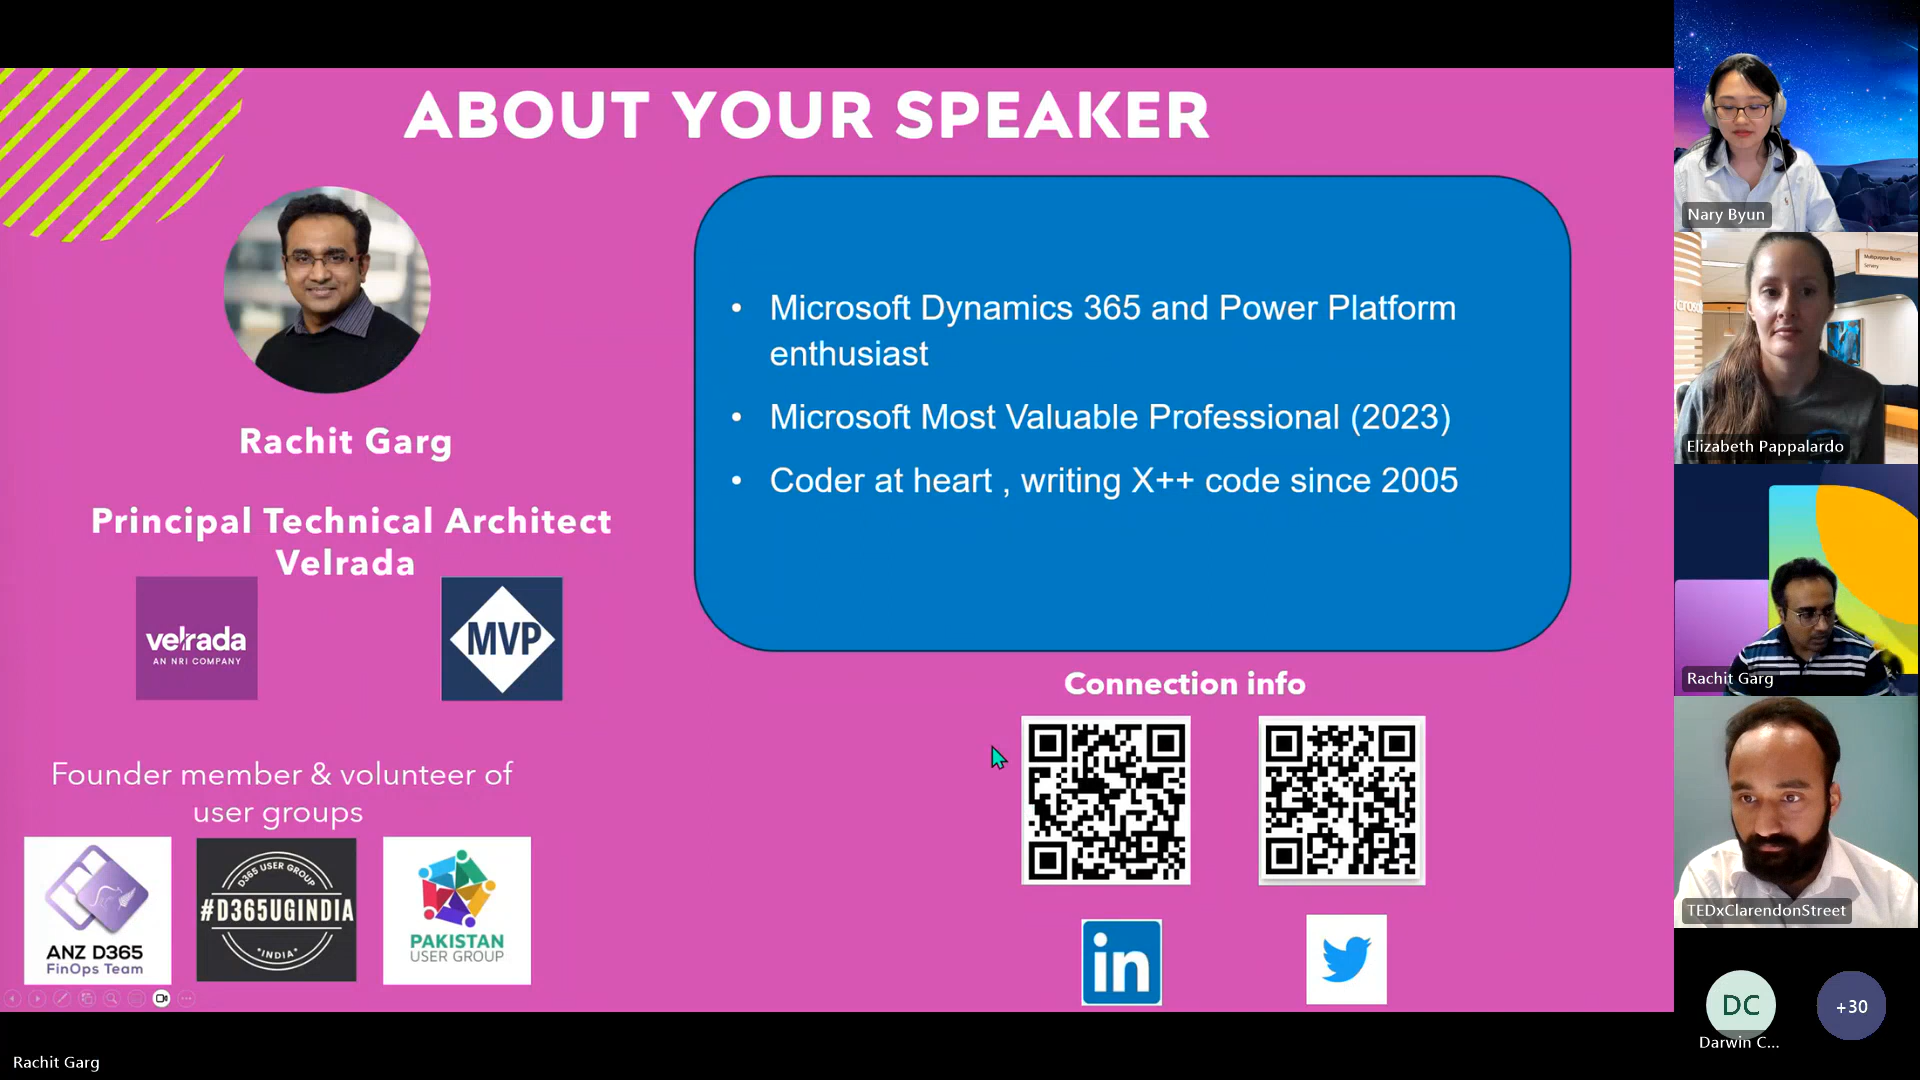 ABOUT YOUR SPEAKER
Rachit Garg
Principal Technical Architect
Velrada
velrada
AN NRI COMPANY
MVP
Founder member & volunteer of
user groups
ANZ D365
FinOps Team
D365 USER GROUP
#D365UGINDIA
*INDIA*
PAKISTAN
USER GROUP
• Microsoft Dynamics 365 and Power Platform
enthusiast
• Microsoft Most Valuable Professional (2023)
• Coder at heart , writing X++ code since 2005
Connection info
in
Rachit Garg
Nary Byun
Multipurpose Room
Servery
Elizabeth Pappalardo
Rachit Garg
TEDxClarendonStreet
DC
Darwin C...
+30